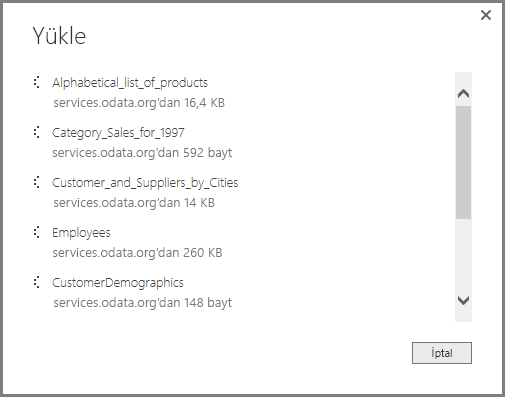 Yükle
Alphabetical_list_of_products
services.odata.org'dan 16,4 KB
Category_Sales_for_1997
services.odata.org'dan 592 bayt
Customer_and_Suppliers_by_Cities
services.odata.org'dan 14 KB
Employees
services.odata.org'dan 260 KB
CustomerDemographics
services.odata.org'dan 148 bayt
İptal